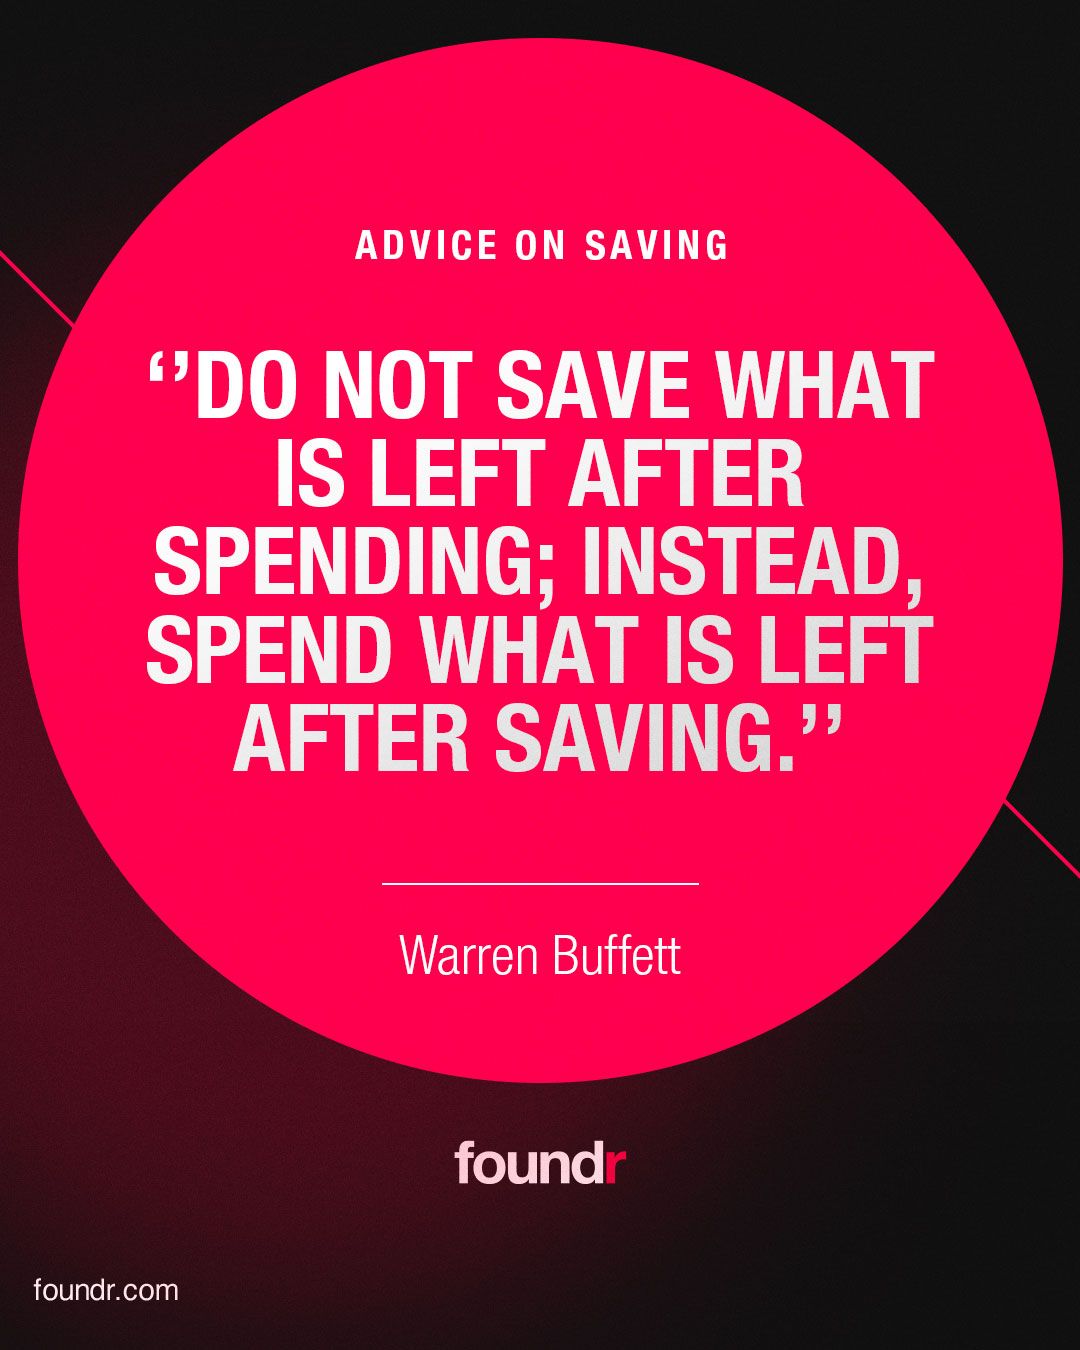 ADVICE ON SAVING
‘’DO NOT SAVE WHAT
IS LEFT AFTER
SPENDING; INSTEAD,
SPEND WHAT IS LEFT
AFTER SAVING.’’
Warren Buffett
foundr
foundr.com